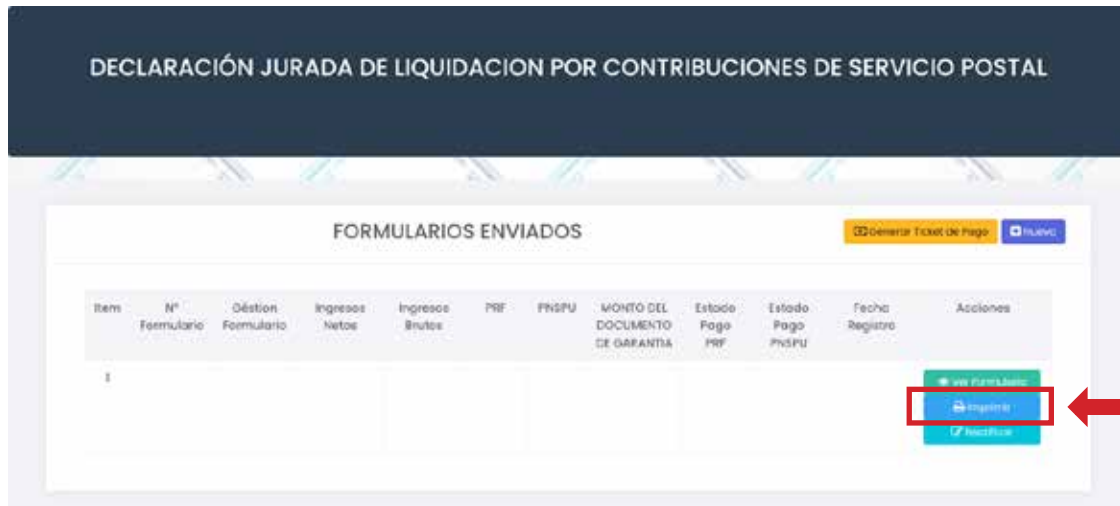 DECLARACIÓN JURADA DE LIQUIDACION POR CONTRIBUCIONES DE SERVICIO POSTAL
FORMULARIOS ENVIADOS
Generar Ticket de Pago
Nuevo
Item
N° Formulario
Géstion Formulario
Ingresos Netos
Ingresos Brutos
PRF
PNSPU
MONTO DEL DOCUMENTO DE GARANTIA
Estado Pago PRF
Estado Pago PNSPU
Fecha Registro
Acciones
1
Ver Formulario
Imprimir
Rectificar